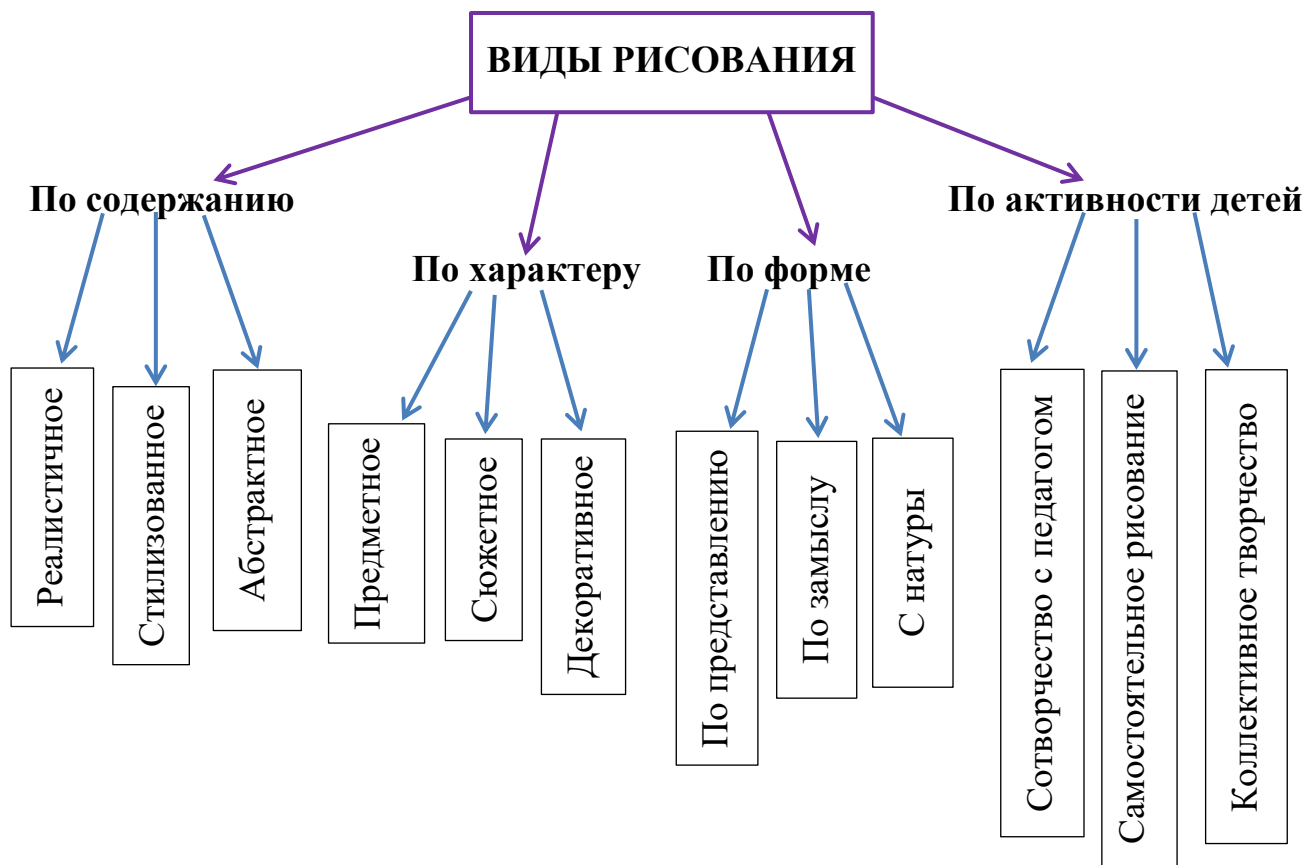 ВИДЫ РИСОВАНИЯ
По содержанию
По активности детей
По характеру
По форме
Реалистичное
Стилизованное
Абстрактное
Предметное
Сюжетное
Декоративное
По представлению
По замыслу
С натуры
Сотворчество с педагогом
Самостоятельное рисование
Коллективное творчество